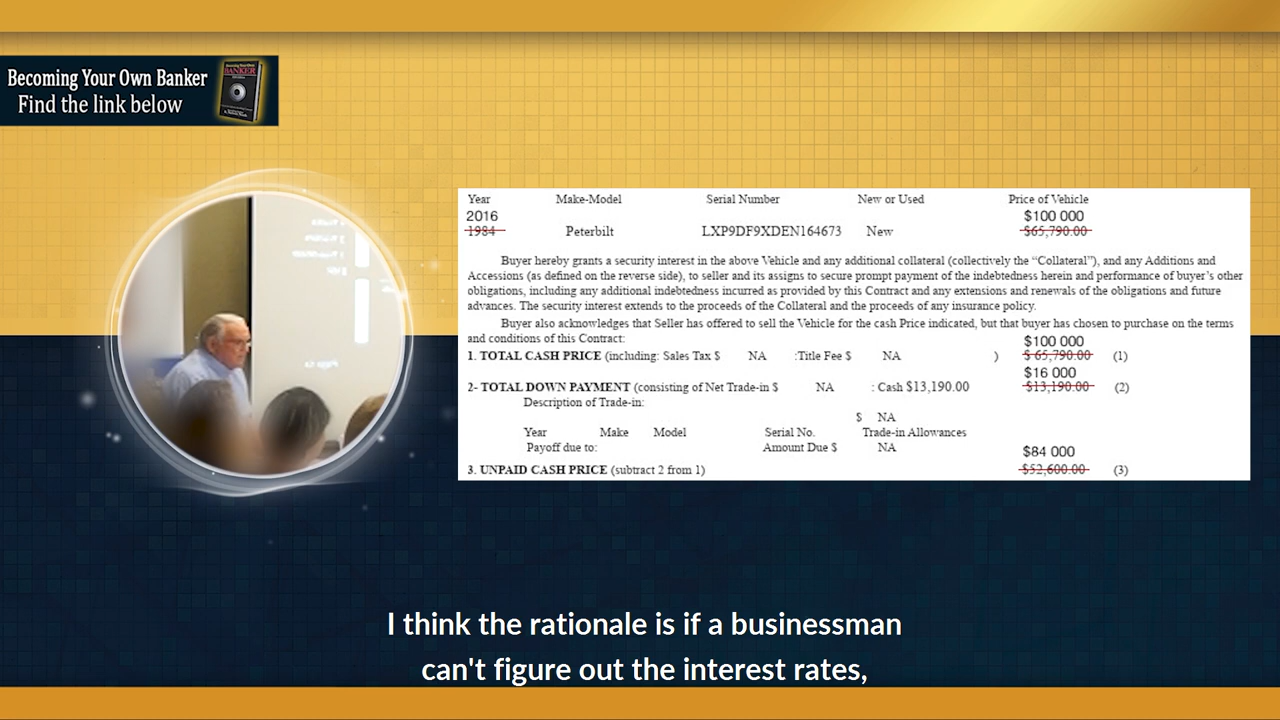 Becoming Your Own Banker
Find the link below
Year Make-Model Serial Number New or Used Price of Vehicle
2016 $100 000
1984 Peterbilt LXP9DF9XDEN164673 New $65,790.00
Buyer hereby grants a security interest in the above Vehicle and any additional collateral (collectively the “Collateral”), and any Additions and
Accessions (as defined on the reverse side), to seller and its assigns to secure prompt payment of the indebtedness herein and performance of buyer’s other
obligations, including any additional indebtedness incurred as provided by this Contract and any extensions and renewals of the obligations and future
advances. The security interest extends to the proceeds of the Collateral and the proceeds of any insurance policy.
Buyer also acknowledges that Seller has offered to sell the Vehicle for the cash Price indicated, but that buyer has chosen to purchase on the terms
and conditions of this Contract:
$100 000
1. TOTAL CASH PRICE (including: Sales Tax $ NA :Title Fee $ NA ) $ 65,790.00 (1)
$16 000
2- TOTAL DOWN PAYMENT (consisting of Net Trade-in $ NA : Cash $13,190.00 $13,190.00 (2)
Description of Trade-in:
$ NA
Year Make Model Serial No. Trade-in Allowances
Payoff due to: Amount Due $ NA
$84 000
3. UNPAID CASH PRICE (subtract 2 from 1) $52,600.00 (3)
I think the rationale is if a businessman
can't figure out the interest rates,